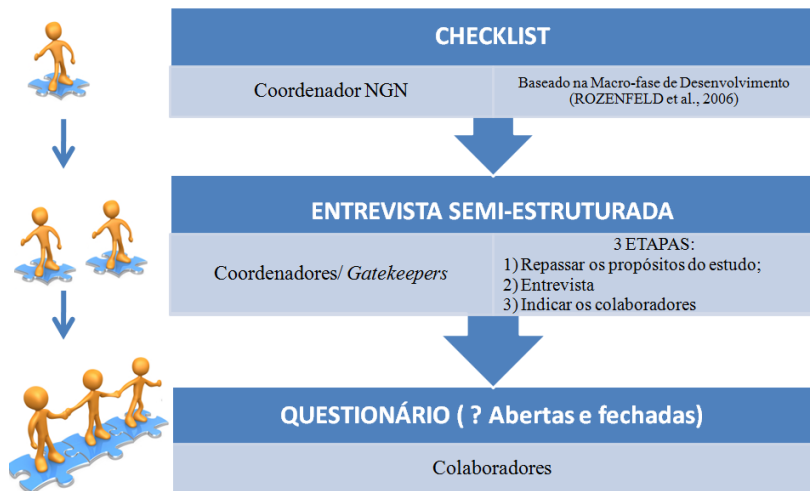 CHECKLIST
Coordenador NGN
Baseado na Macro-fase de Desenvolvimento
(ROZENFELD et al., 2006)
ENTREVISTA SEMI-ESTRUTURADA
Coordenadores/ Gatekeepers
3 ETAPAS:
1) Repassar os propósitos do estudo;
2) Entrevista
3) Indicar os colaboradores
QUESTIONÁRIO ( ? Abertas e fechadas)
Colaboradores